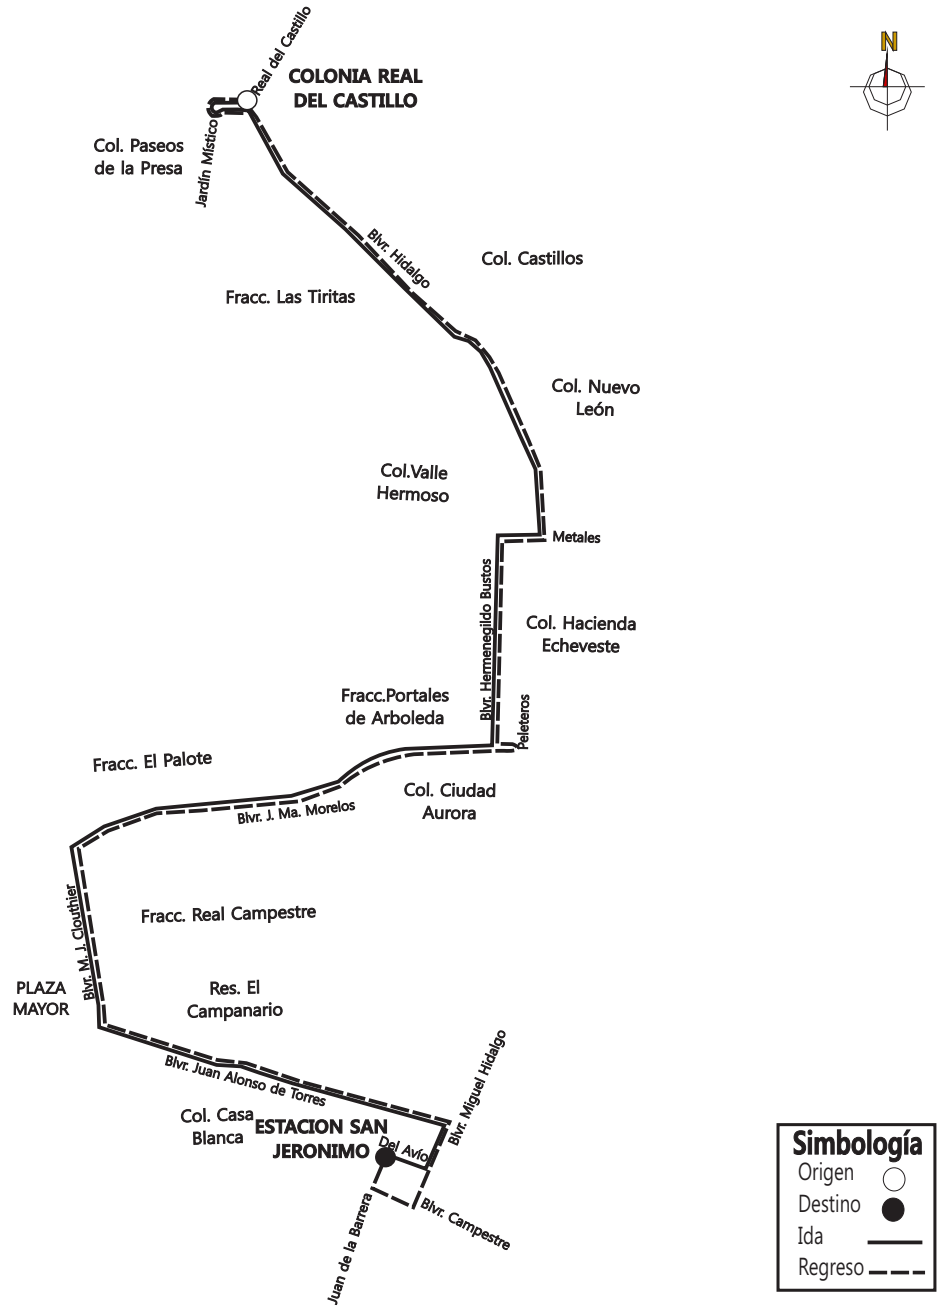 Real del Castillo
N
COLONIA REAL
DEL CASTILLO
Col. Paseos
de la Presa
Jardín Místico
Blvr. Hidalgo
Col. Castillos
Fracc. Las Tiritas
Col. Nuevo
León
Col.Valle
Hermoso
Metales
Blvr. Hermenegildo Bustos
Col. Hacienda
Echeveste
Fracc.Portales
de Arboleda
Peleteros
Fracc. El Palote
Col. Ciudad
Aurora
Blvr. J. Ma. Morelos
Blvr. M. J. Clouthier
Fracc. Real Campestre
PLAZA
MAYOR
Res. El
Campanario
Blvr. Juan Alonso de Torres
Blvr. Miguel Hidalgo
Col. Casa
Blanca
ESTACION SAN
JERONIMO
Del Avío
Juan de la Barrera
Blvr. Campestre
Simbología
Origen
Destino
Ida
Regreso